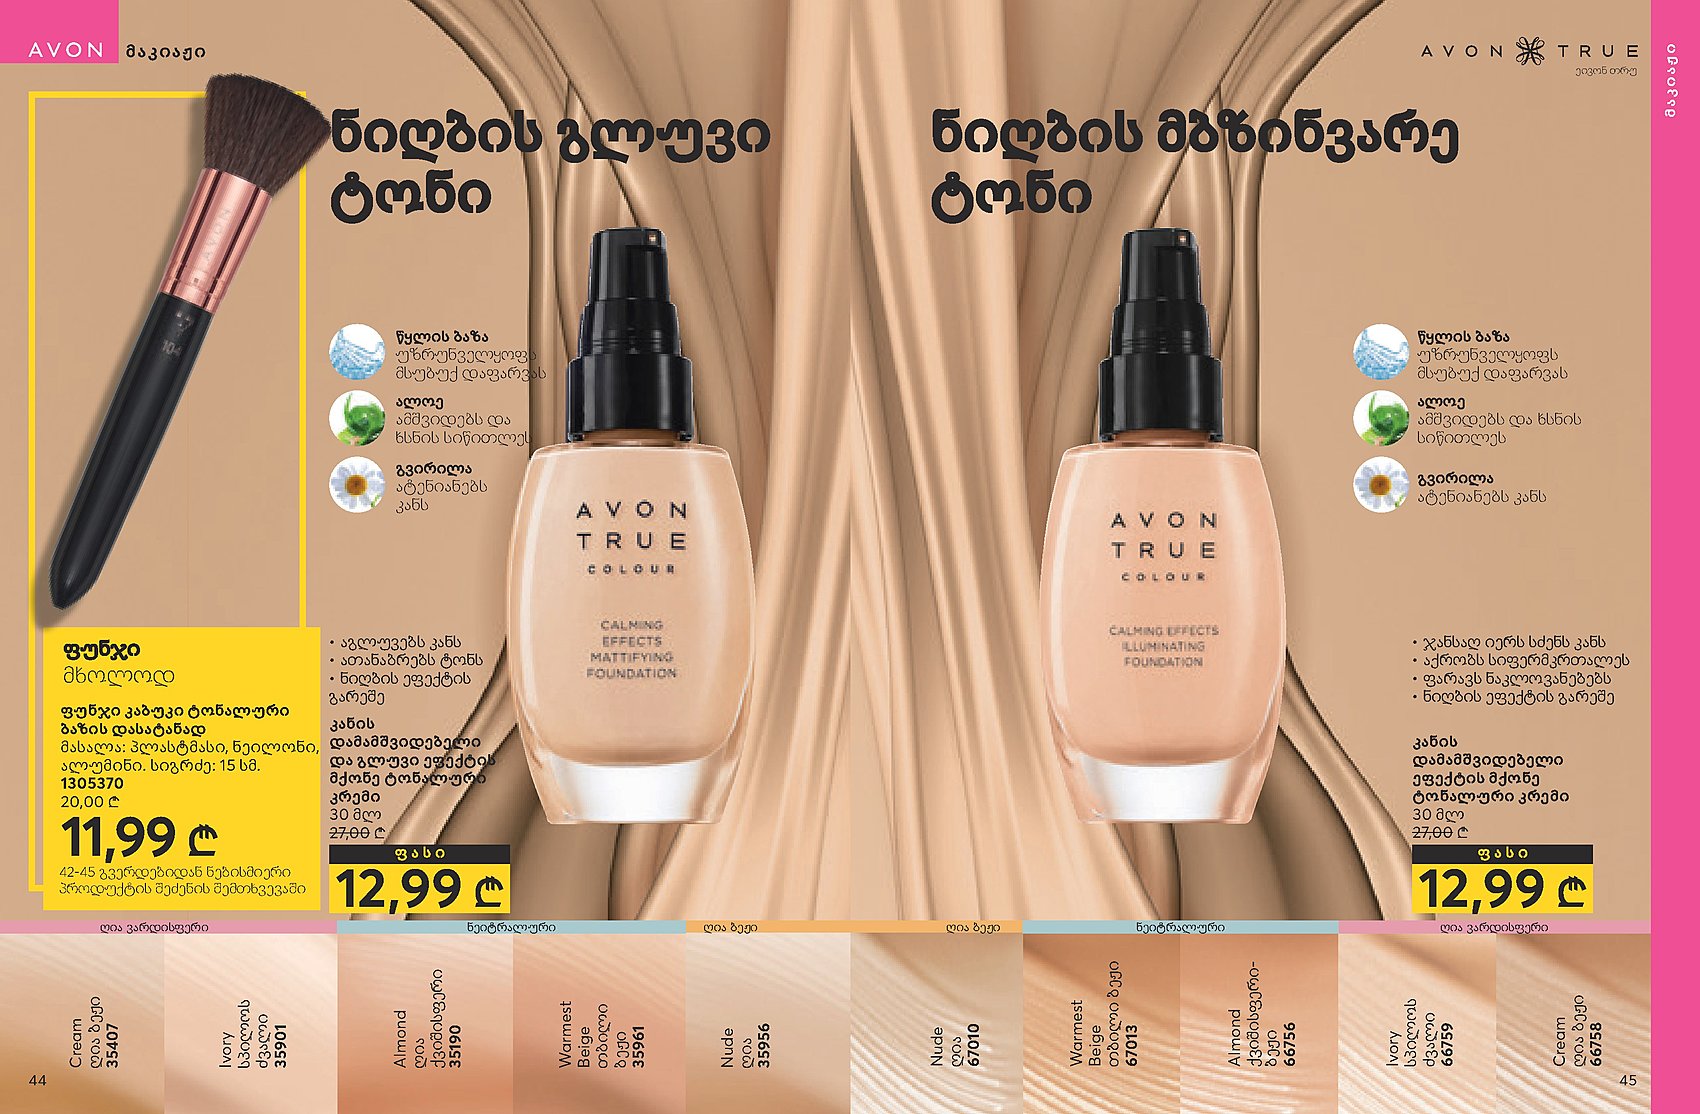 AVON მაკიაჟი
AVON TRUE
ეივონ თრუ
მაკიაჟი
ნიღბის გლუვი
ტონი
ნიღბის მბზინვარე
ტონი
AVON
104
წყლის ბაზა
უზრუნველყოფს
მსუბუქ დაფარვას
ალოე
ამშვიდებს და
ხსნის სიწითლეს
გვირილა
ატენიანებს
კანს
AVON
TRUE
COLOUR
CALMING
EFFECTS
MATTIFYING
FOUNDATION
AVON
TRUE
COLOUR
CALMING EFFECTS
ILLUMINATING
FOUNDATION
წყლის ბაზა
უზრუნველყოფს
მსუბუქ დაფარვას
ალოე
ამშვიდებს და ხსნის
სიწითლეს
გვირილა
ატენიანებს კანს
ფუნჯი
მხოლოდ
ფუნჯი კაბუკი ტონალური
ბაზის დასატანად
მასალა: პლასტმასი, ნეილონი,
ალუმინი. სიგრძე: 15 სმ.
1305370
20,00 ₾
11,99 ₾
42-45 გვერდებიდან ნებისმიერი
პროდუქტის შეძენის შემთხვევაში
• აგლუვებს კანს
• ათანაბრებს ტონს
• ნიღბის ეფექტის
გარეშე
კანის
დამამშვიდებელი
და გლუვი ეფექტის
მქონე ტონალური
კრემი
30 მლ
27,00 ₾
ფასი
12,99 ₾
• ჯანსაღ იერს სძენს კანს
• აქრობს სიფერმკრთალეს
• ფარავს ნაკლოვანებებს
• ნიღბის ეფექტის გარეშე
კანის
დამამშვიდებელი
ეფექტის მქონე
ტონალური კრემი
30 მლ
27,00 ₾
ფასი
12,99 ₾
ღია ვარდისფერი
ნეიტრალური
ღია ბეჟი
ღია ბეჟი
ნეიტრალური
ღია ვარდისფერი
Cream
ღია ბეჟი
35407
Ivory
სპილოს
ძვალი
35901
Almond
ღია
ქვიშისფერი
35190
Warmest
Beige
თბილი
ბეჟი
35961
Nude
ღია
35956
Nude
ღია
67010
Warmest
Beige
თბილი ბეჟი
67013
Almond
ქვიშისფერი-
ბეჟი
66756
Ivory
სპილოს
ძვალი
66759
Cream
ღია ბეჟი
66758
44
45